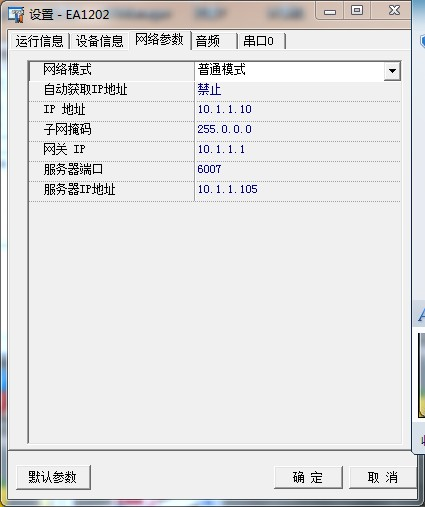 设置 - EA1202
运行信息 设备信息 网络参数 音频 串口0
网络模式 普通模式
自动获取IP地址 禁止
IP 地址 10.1.1.10
子网掩码 255.0.0.0
网关 IP 10.1.1.1
服务器端口 6007
服务器IP地址 10.1.1.105
默认参数 确 定 取 消